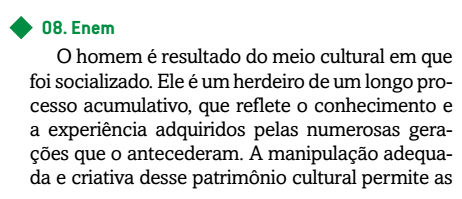 08. Enem
O homem é resultado do meio cultural em que
foi socializado. Ele é um herdeiro de um longo pro-
cesso acumulativo, que reflete o conhecimento e
a experiência adquiridos pelas numerosas gera-
ções que o antecederam. A manipulação adequa-
da e criativa desse patrimônio cultural permite as